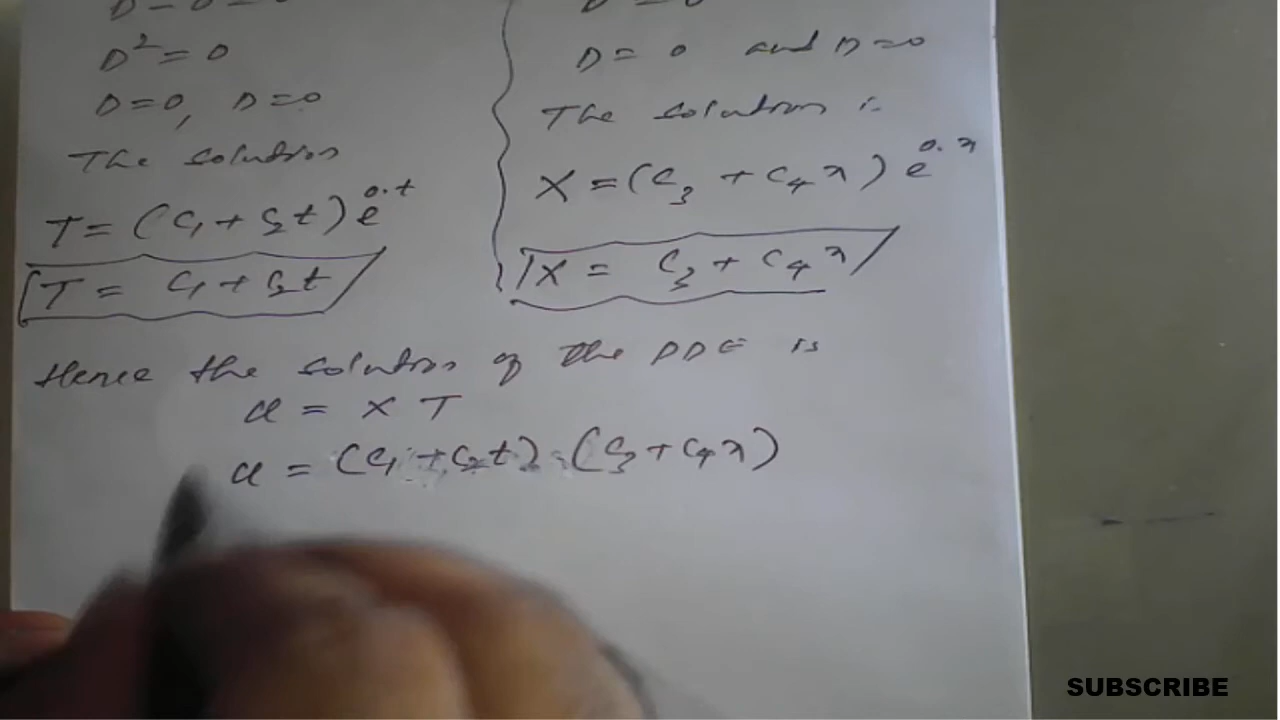 D² = 0
D = 0, D = 0
The solution
T = (C₁ + C₂t) e^{0.t}
T = C₁ + C₂t
D = 0 and D = 0
The solution is
X = (C₃ + C₄x) e^{0.x}
X = C₃ + C₄x
Hence the solution of the PDE is
u = X T
u = (C₁ + C₂t) . (C₃ + C₄x)
SUBSCRIBE